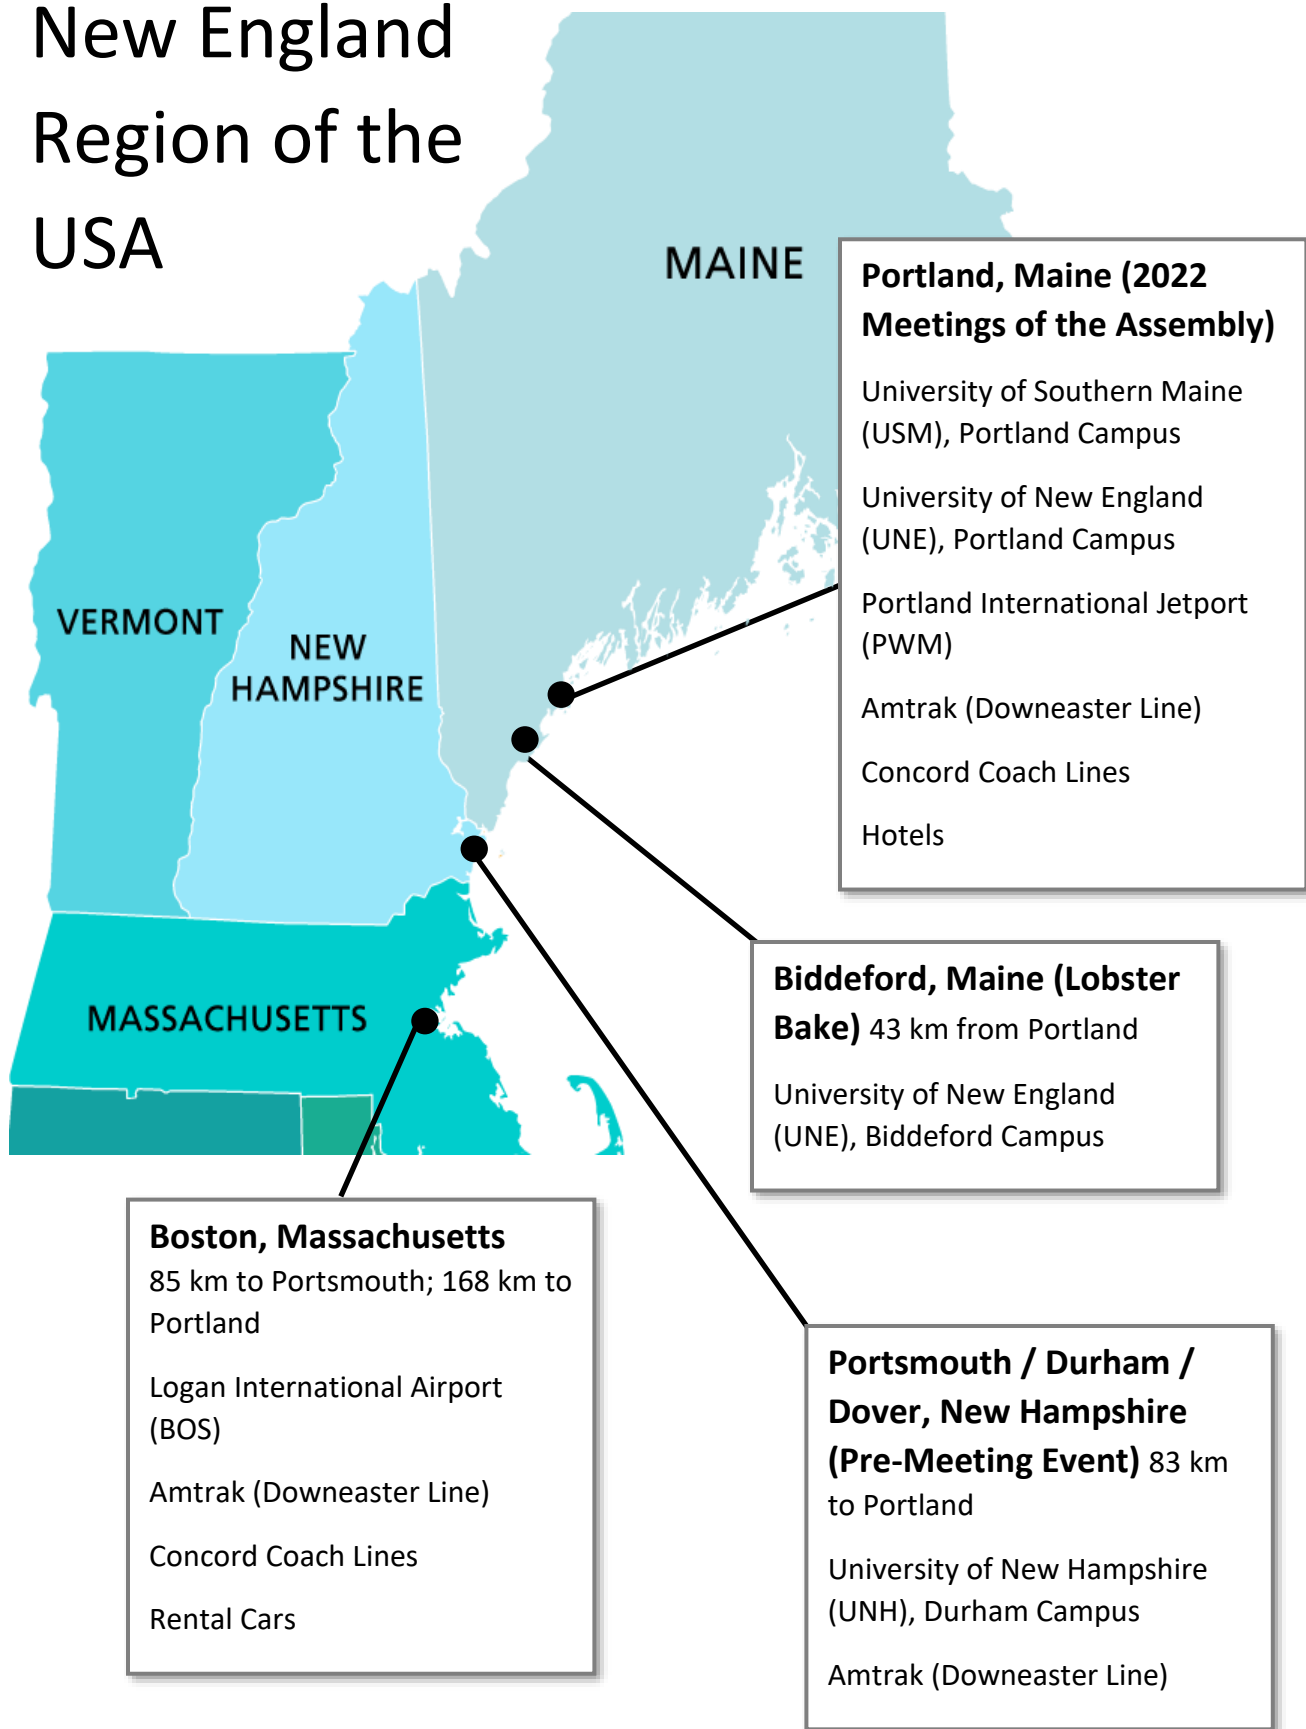 New England
Region of the
USA
MAINE
VERMONT
NEW
HAMPSHIRE
MASSACHUSETTS
Portland, Maine (2022
Meetings of the Assembly)
University of Southern Maine
(USM), Portland Campus
University of New England
(UNE), Portland Campus
Portland International Jetport
(PWM)
Amtrak (Downeaster Line)
Concord Coach Lines
Hotels
Biddeford, Maine (Lobster
Bake) 43 km from Portland
University of New England
(UNE), Biddeford Campus
Boston, Massachusetts
85 km to Portsmouth; 168 km to
Portland
Logan International Airport
(BOS)
Amtrak (Downeaster Line)
Concord Coach Lines
Rental Cars
Portsmouth / Durham /
Dover, New Hampshire
(Pre-Meeting Event) 83 km
to Portland
University of New Hampshire
(UNH), Durham Campus
Amtrak (Downeaster Line)